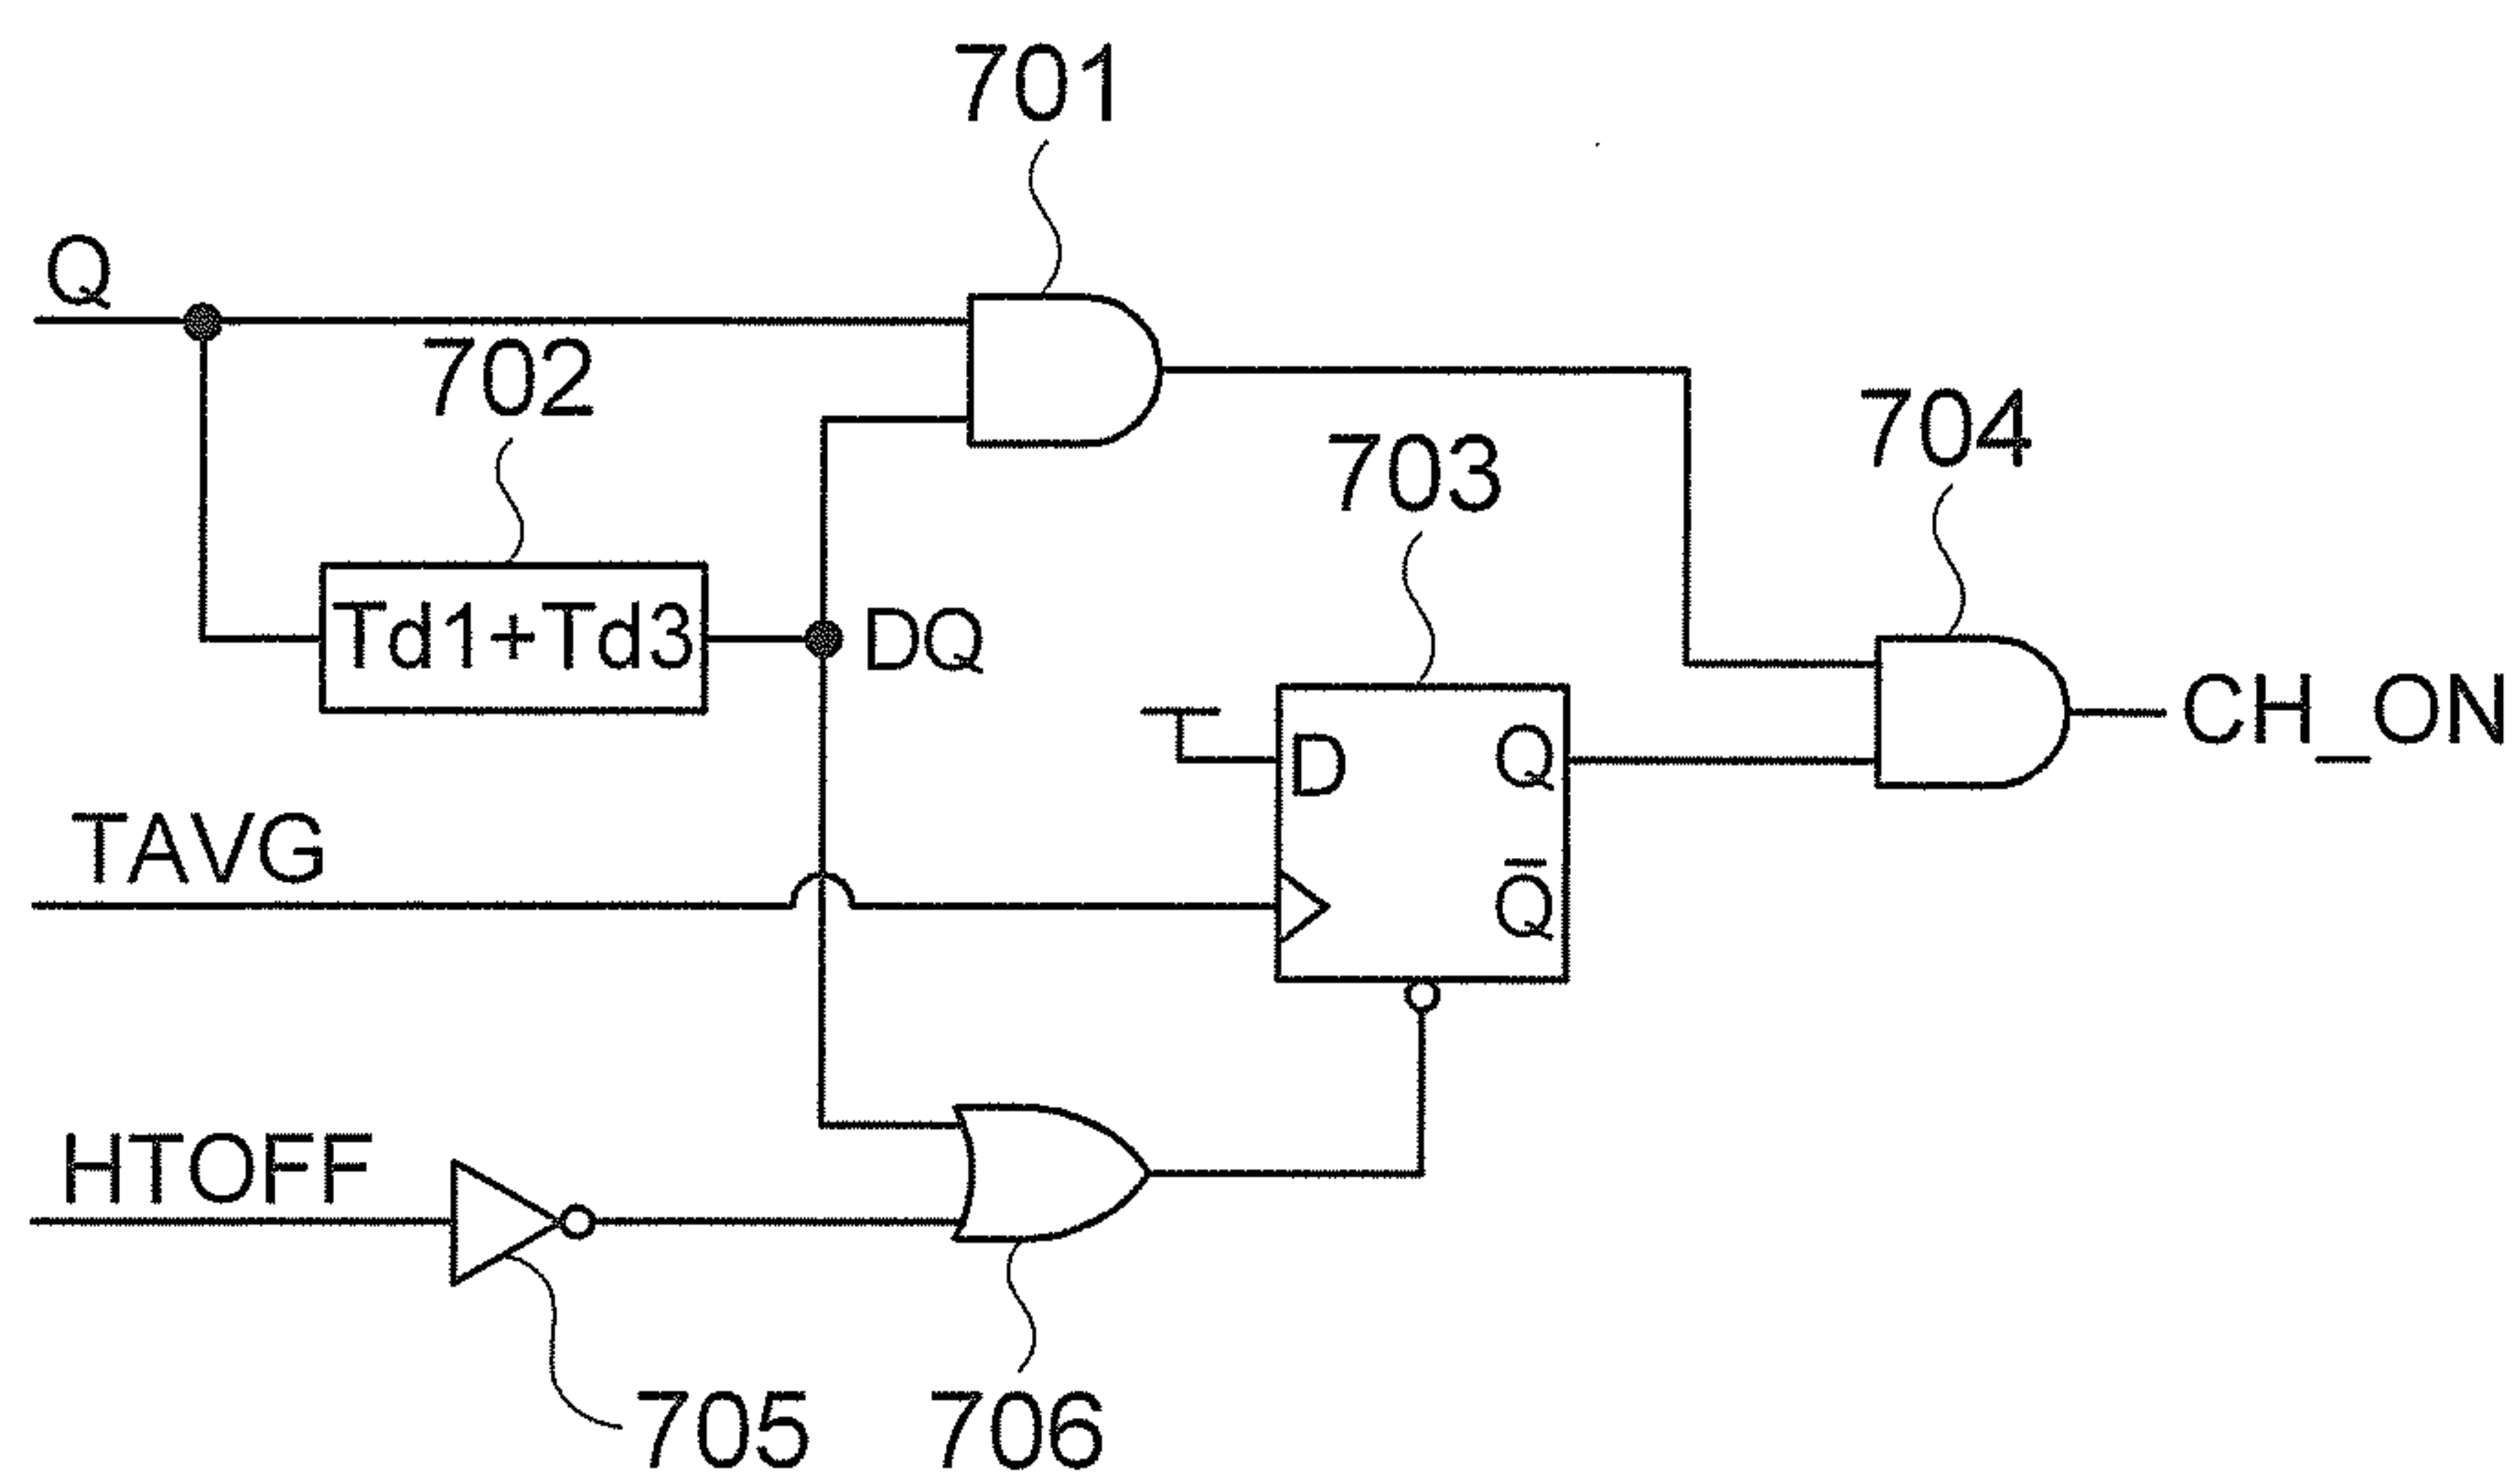 701
Q
702
704
703
Td1+Td3
DQ
D
Q
CH_ON
TAVG
Q̅
HTOFF
705
706